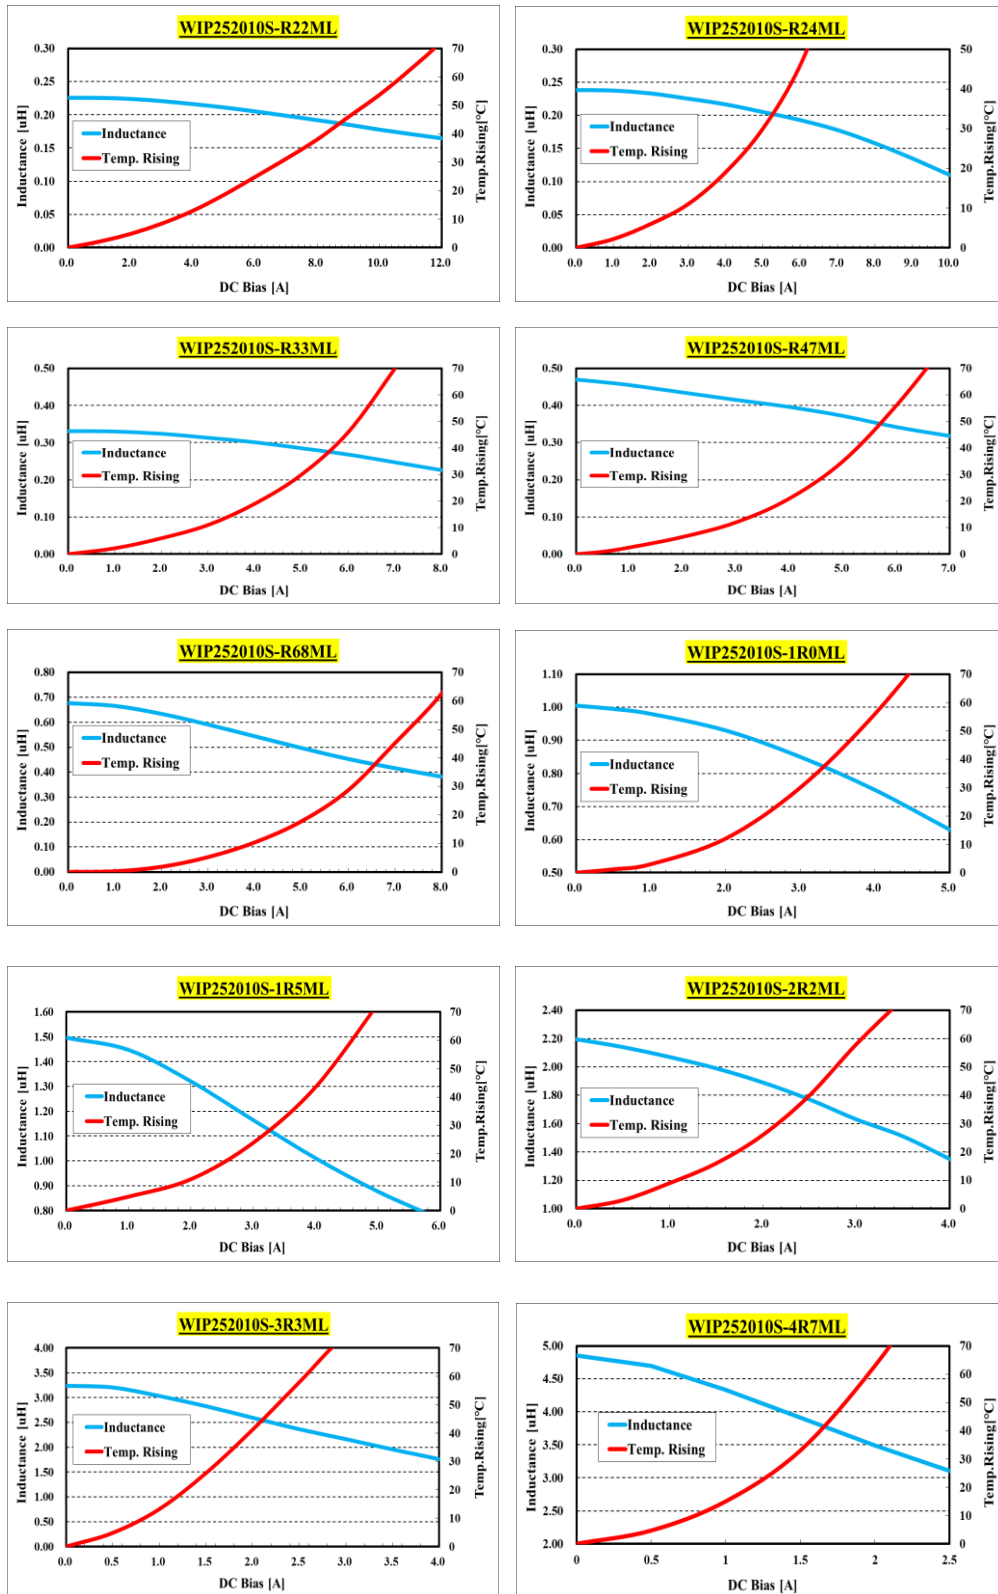 WIP252010S-R22ML
Inductance [uH]
0.30
0.25
0.20
0.15
0.10
0.05
0.00
Inductance
Temp. Rising
70
60
50
40
30
20
10
0
Temp.Rising[°C]
0.0 2.0 4.0 6.0 8.0 10.0 12.0
DC Bias [A]
WIP252010S-R24ML
Inductance [uH]
0.30
0.25
0.20
0.15
0.10
0.05
0.00
Inductance
Temp. Rising
50
40
30
20
10
0
Temp.Rising[°C]
0.0 1.0 2.0 3.0 4.0 5.0 6.0 7.0 8.0 9.0 10.0
DC Bias [A]
WIP252010S-R33ML
Inductance [uH]
0.50
0.40
0.30
0.20
0.10
0.00
Inductance
Temp. Rising
70
60
50
40
30
20
10
0
Temp.Rising[°C]
0.0 1.0 2.0 3.0 4.0 5.0 6.0 7.0 8.0
DC Bias [A]
WIP252010S-R47ML
Inductance [uH]
0.50
0.40
0.30
0.20
0.10
0.00
Inductance
Temp. Rising
70
60
50
40
30
20
10
0
Temp.Rising[°C]
0.0 1.0 2.0 3.0 4.0 5.0 6.0 7.0
DC Bias [A]
WIP252010S-R68ML
Inductance [uH]
0.80
0.70
0.60
0.50
0.40
0.30
0.20
0.10
0.00
Inductance
Temp. Rising
70
60
50
40
30
20
10
0
Temp.Rising[°C]
0.0 1.0 2.0 3.0 4.0 5.0 6.0 7.0 8.0
DC Bias [A]
WIP252010S-1R0ML
Inductance [uH]
1.10
1.00
0.90
0.80
0.70
0.60
0.50
Inductance
Temp. Rising
70
60
50
40
30
20
10
0
Temp.Rising[°C]
0.0 1.0 2.0 3.0 4.0 5.0
DC Bias [A]
WIP252010S-1R5ML
Inductance [uH]
1.60
1.50
1.40
1.30
1.20
1.10
1.00
0.90
0.80
Inductance
Temp. Rising
70
60
50
40
30
20
10
0
Temp.Rising[°C]
0.0 1.0 2.0 3.0 4.0 5.0 6.0
DC Bias [A]
WIP252010S-2R2ML
Inductance [uH]
2.40
2.20
2.00
1.80
1.60
1.40
1.20
1.00
Inductance
Temp. Rising
70
60
50
40
30
20
10
0
Temp.Rising[°C]
0.0 1.0 2.0 3.0 4.0
DC Bias [A]
WIP252010S-3R3ML
Inductance [uH]
4.00
3.50
3.00
2.50
2.00
1.50
1.00
0.50
0.00
Inductance
Temp. Rising
70
60
50
40
30
20
10
0
Temp.Rising[°C]
0.0 0.5 1.0 1.5 2.0 2.5 3.0 3.5 4.0
DC Bias [A]
WIP252010S-4R7ML
Inductance [uH]
5.00
4.50
4.00
3.50
3.00
2.50
2.00
Inductance
Temp. Rising
70
60
50
40
30
20
10
0
Temp.Rising[°C]
0 0.5 1 1.5 2 2.5
DC Bias [A]